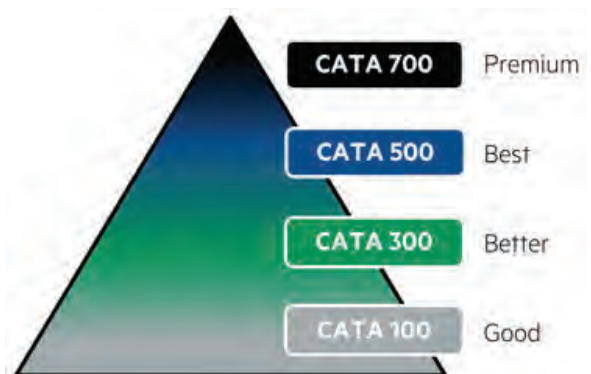 CATA 700 Premium
CATA 500 Best
CATA 300 Better
CATA 100 Good